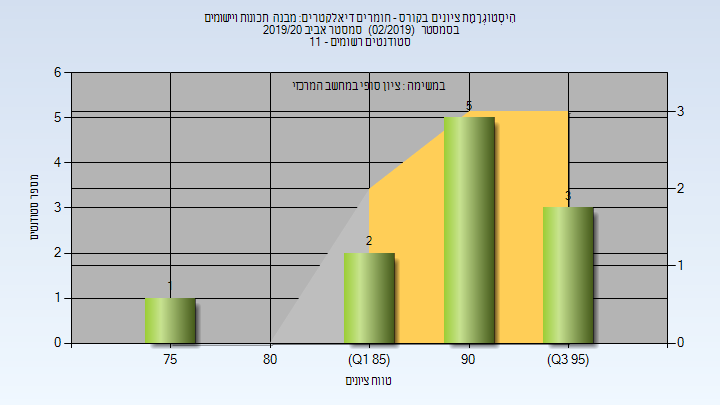 היסטוגרמת ציונים בקורס - חומרים דיאלקטרים: מבנה תכונות ויישומים
בסמסטר (02/2019) סמסטר אביב 2019/20
סטודנטים רשומים - 11
במשימה : ציון סופי במחשב המרכזי
מספר סטודנטים
6
5
4
3
2
1
0
3
2
1
0
1
2
5
3
75
80
(Q1 85)
90
(Q3 95)
טווח ציונים